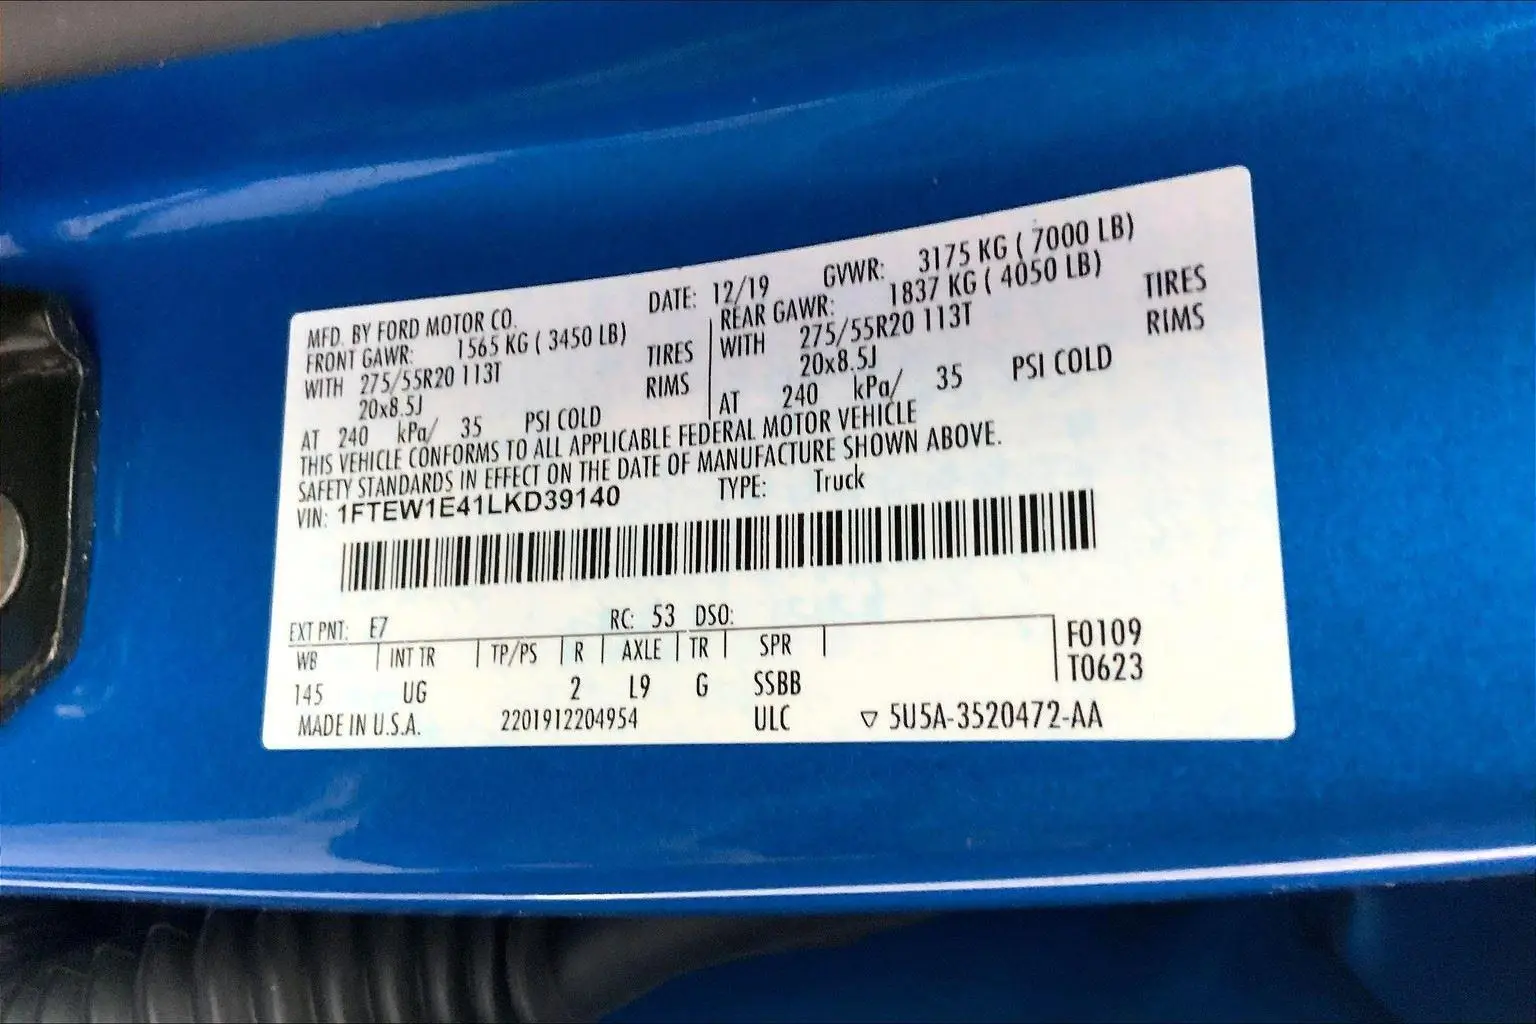 MFD. BY FORD MOTOR CO. DATE: 12/19 GVWR: 3175 KG ( 7000 LB)
FRONT GAWR: 1565 KG ( 3450 LB) REAR GAWR: 1837 KG ( 4050 LB)
WITH 275/55R20 113T TIRES WITH 275/55R20 113T TIRES
20x8.5J RIMS 20x8.5J RIMS
AT 240 kPa/ 35 PSI COLD AT 240 kPa/ 35 PSI COLD
THIS VEHICLE CONFORMS TO ALL APPLICABLE FEDERAL MOTOR VEHICLE
SAFETY STANDARDS IN EFFECT ON THE DATE OF MANUFACTURE SHOWN ABOVE.
VIN: 1FTEW1E41LKD39140 TYPE: Truck
EXT PNT: E7 RC: 53 DSO:
WB INT TR TP/PS R AXLE TR SPR F0109
145 UG 2 L9 G SSBB T0623
MADE IN U.S.A. 2201912204954 ULC ▽ 5U5A-3520472-AA